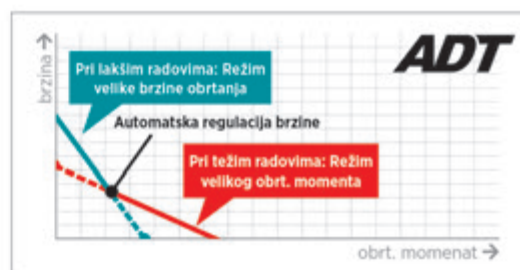 ADT
brzina
Pri lakšim radovima: Režim
velike brzine obrtanja
Automatska regulacija brzine
Pri težim radovima: Režim
velikog obrt. momenta
obrt. momenat